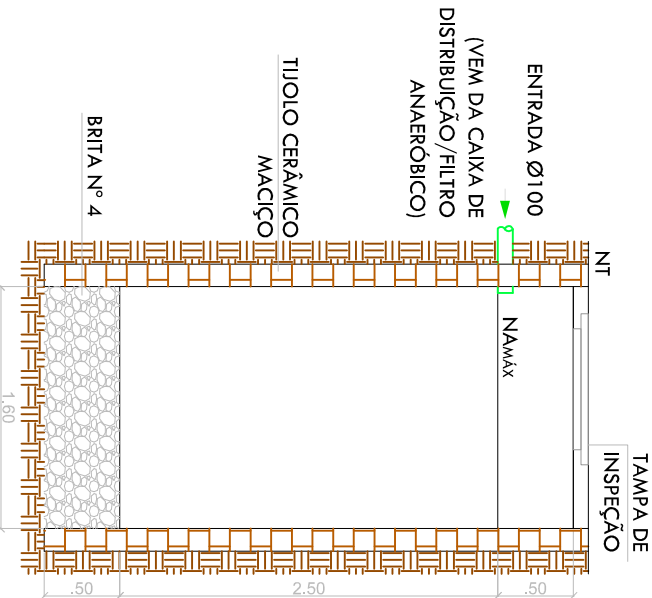 TAMPA DE
INSPEÇÃO
NT
ENTRADA Ø100
(VEM DA CAIXA DE
DISTRIBUIÇÃO/FILTRO
ANAERÓBICO)
NAMÁX
TIJOLO CERÂMICO
MACIÇO
BRITA Nº 4
.50
2.50
.50
1.60